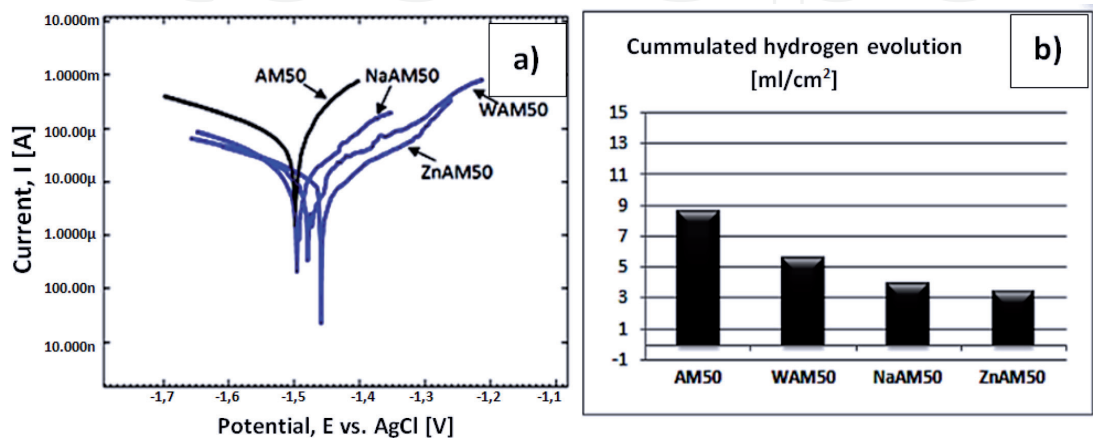 a)
AM50
NaAM50
WAM50
ZnAM50
Current, I [A]
10.000m
1.0000m
100.00µ
10.000µ
1.0000µ
100.00n
10.000n
-1,7 -1,6 -1,5 -1,4 -1,3 -1,2 -1,1
Potential, E vs. AgCl [V]
b)
Cummulated hydrogen evolution
[ml/cm²]
15
13
11
9
7
5
3
1
-1
AM50 WAM50 NaAM50 ZnAM50